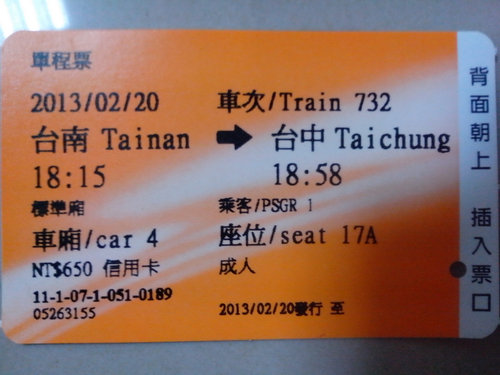 單程票
2013/02/20 車次/Train 732
台南 Tainan → 台中 Taichung
18:15 18:58
標準廂 乘客/PSGR 1
車廂/car 4 座位/seat 17A
NT$650 信用卡 成人
11-1-07-1-051-0189
05263155 2013/02/20發行 至
背面朝上 插入票口